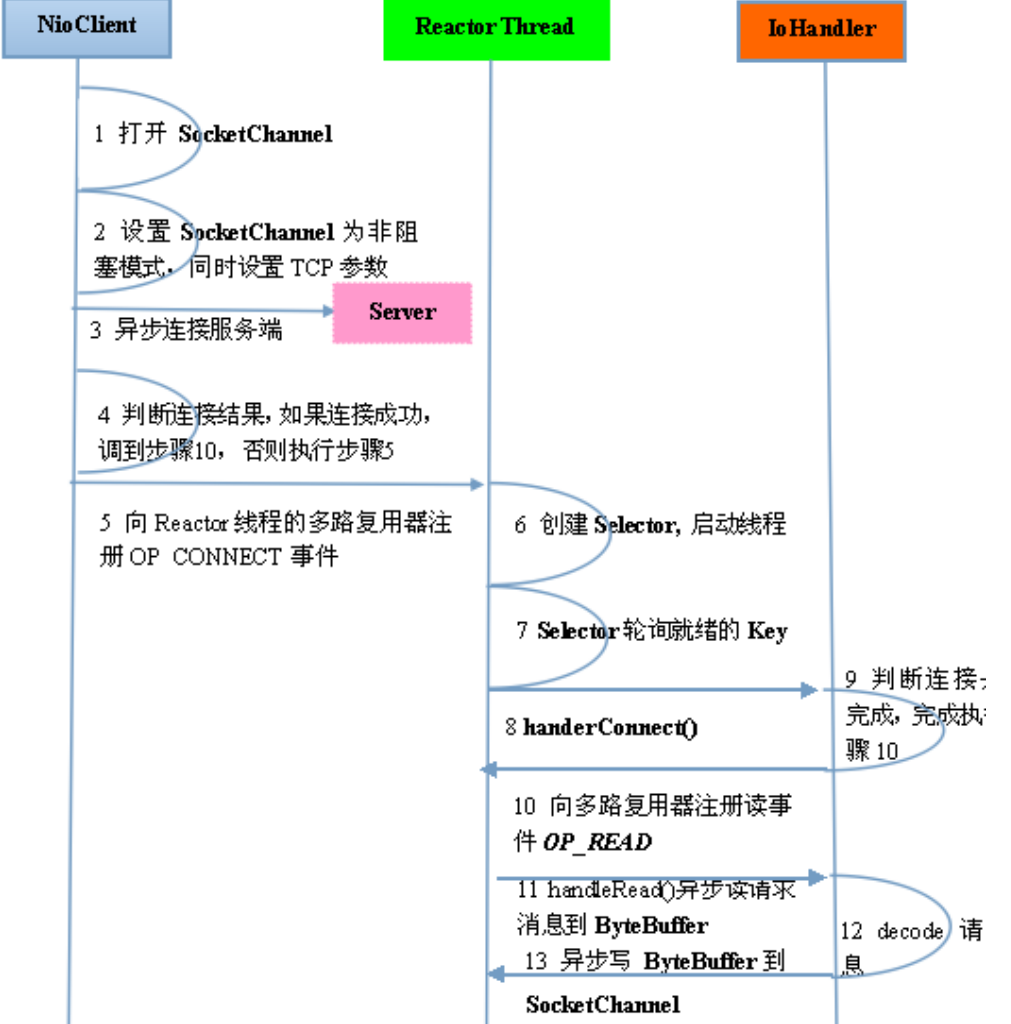 NioClient
Reactor Thread
IoHandler
1 打开 SocketChannel
2 设置 SocketChannel 为非阻
塞模式，同时设置 TCP 参数
Server
3 异步连接服务端
4 判断连接结果，如果连接成功，
调到步骤10，否则执行步骤5
5 向 Reactor 线程的多路复用器注
册 OP CONNECT 事件
6 创建 Selector, 启动线程
7 Selector 轮询就绪的 Key
8 handerConnect()
9 判断连接
完成，完成执
骤 10
10 向多路复用器注册读事
件 OP_READ
11 handleRead()异步读请求
消息到 ByteBuffer
12 decode 请
息
13 异步写 ByteBuffer 到
SocketChannel